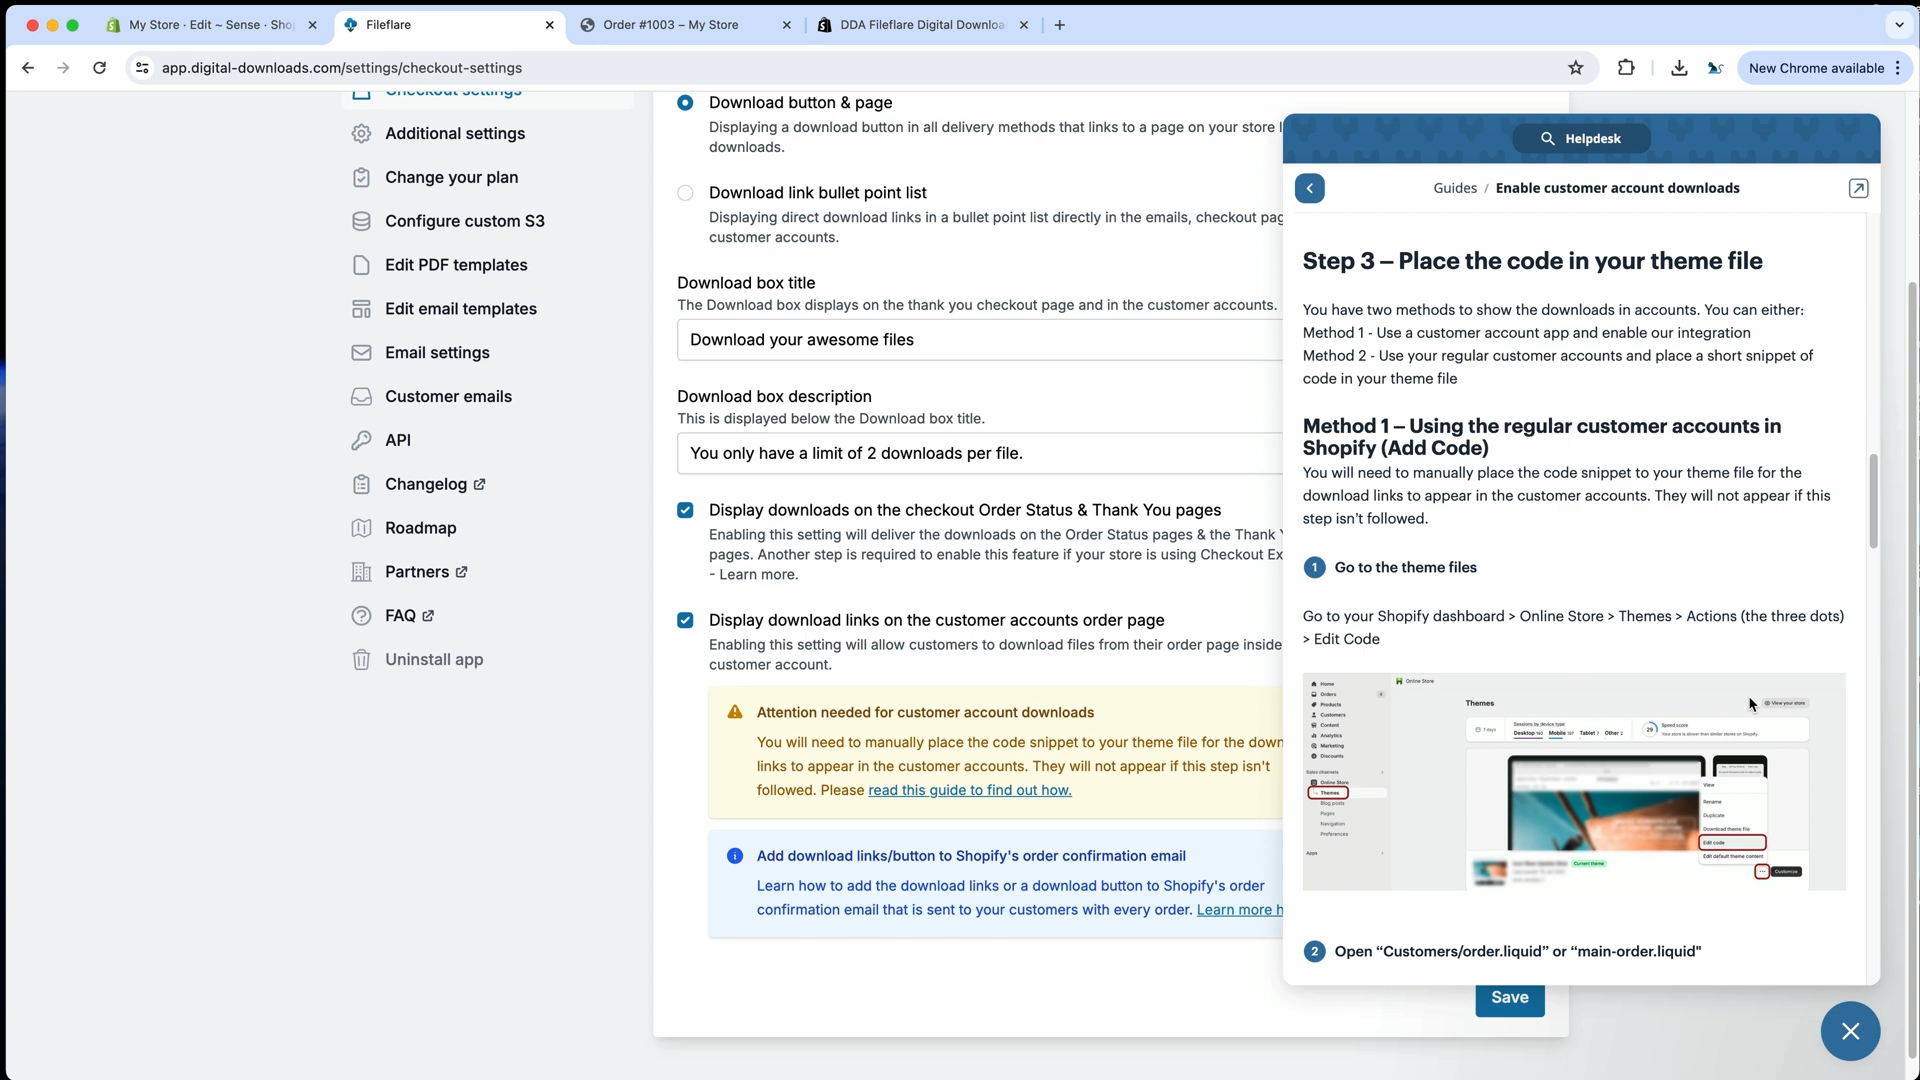 My Store · Edit ~ Sense · Sho
Fileflare
Order #1003 – My Store
DDA Fileflare Digital Downloa
app.digital-downloads.com/settings/checkout-settings
New Chrome available
Checkout settings
Additional settings
Change your plan
Configure custom S3
Edit PDF templates
Edit email templates
Email settings
Customer emails
API
Changelog
Roadmap
Partners
FAQ
Uninstall app
Download button & page
Displaying a download button in all delivery methods that links to a page on your store l
downloads.
Download link bullet point list
Displaying direct download links in a bullet point list directly in the emails, checkout pag
customer accounts.
Download box title
The Download box displays on the thank you checkout page and in the customer accounts.
Download your awesome files
Download box description
This is displayed below the Download box title.
You only have a limit of 2 downloads per file.
Display downloads on the checkout Order Status & Thank You pages
Enabling this setting will deliver the downloads on the Order Status pages & the Thank Y
pages. Another step is required to enable this feature if your store is using Checkout Ex
- Learn more.
Display download links on the customer accounts order page
Enabling this setting will allow customers to download files from their order page inside
customer account.
Attention needed for customer account downloads
You will need to manually place the code snippet to your theme file for the down
links to appear in the customer accounts. They will not appear if this step isn't
followed. Please read this guide to find out how.
Add download links/button to Shopify's order confirmation email
Learn how to add the download links or a download button to Shopify's order
confirmation email that is sent to your customers with every order. Learn more h
Save
Helpdesk
Guides / Enable customer account downloads
Step 3 – Place the code in your theme file
You have two methods to show the downloads in accounts. You can either:
Method 1 - Use a customer account app and enable our integration
Method 2 - Use your regular customer accounts and place a short snippet of
code in your theme file
Method 1 – Using the regular customer accounts in
Shopify (Add Code)
You will need to manually place the code snippet to your theme file for the
download links to appear in the customer accounts. They will not appear if this
step isn't followed.
1 Go to the theme files
Go to your Shopify dashboard > Online Store > Themes > Actions (the three dots)
> Edit Code
Home
Orders
Products
Customers
Content
Analytics
Marketing
Discounts
Sales channels
Online Store
Themes
Blog posts
Pages
Navigation
Preferences
Apps
Online Store
Themes
View your store
7 days
Sessions by device type
Desktop 192 Mobile 187 Tablet 7 Other 2
29
Speed score
Your store is slower than similar stores on Shopify.
View
Rename
Duplicate
Download theme file
Edit code
Edit default theme content
Current theme
Customize
2 Open “Customers/order.liquid” or “main-order.liquid"